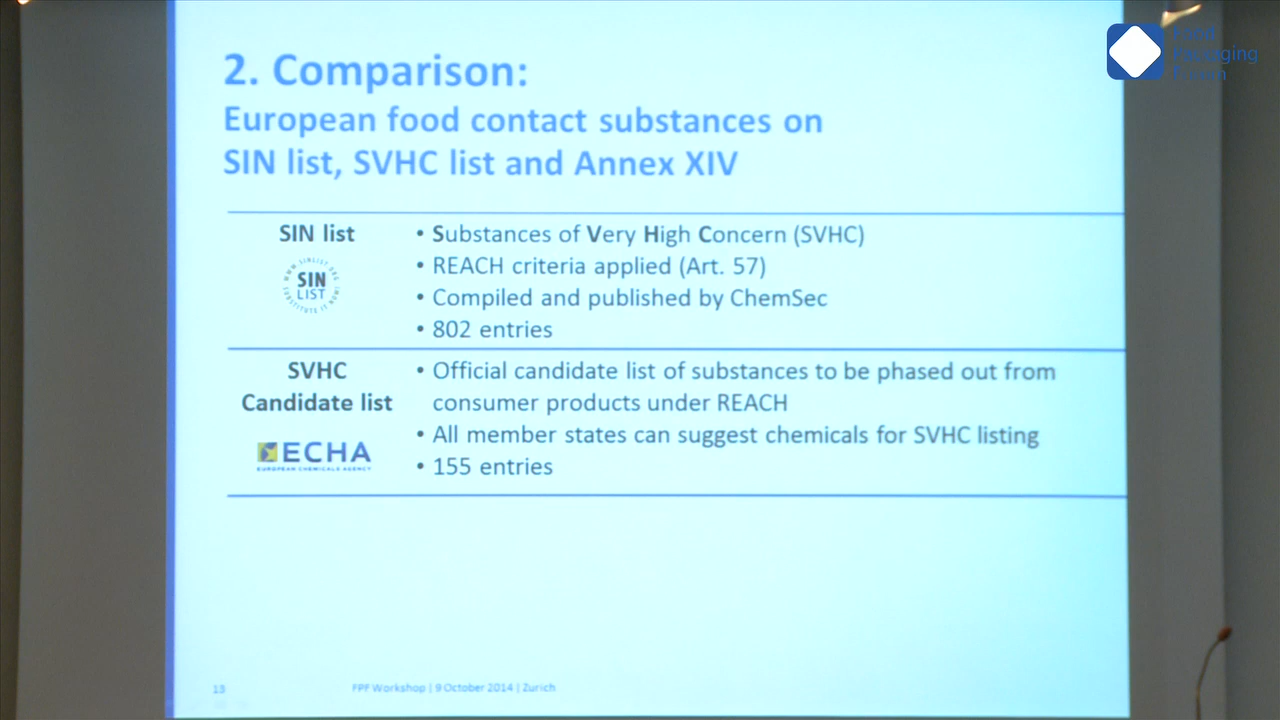 Food
Packaging
Forum
2. Comparison:
European food contact substances on
SIN list, SVHC list and Annex XIV
SIN list
SIN
LIST
• Substances of Very High Concern (SVHC)
• REACH criteria applied (Art. 57)
• Compiled and published by ChemSec
• 802 entries
SVHC
Candidate list
ECHA
EUROPEAN CHEMICALS AGENCY
• Official candidate list of substances to be phased out from
consumer products under REACH
• All member states can suggest chemicals for SVHC listing
• 155 entries
13
FPF Workshop | 9 October 2014 | Zurich